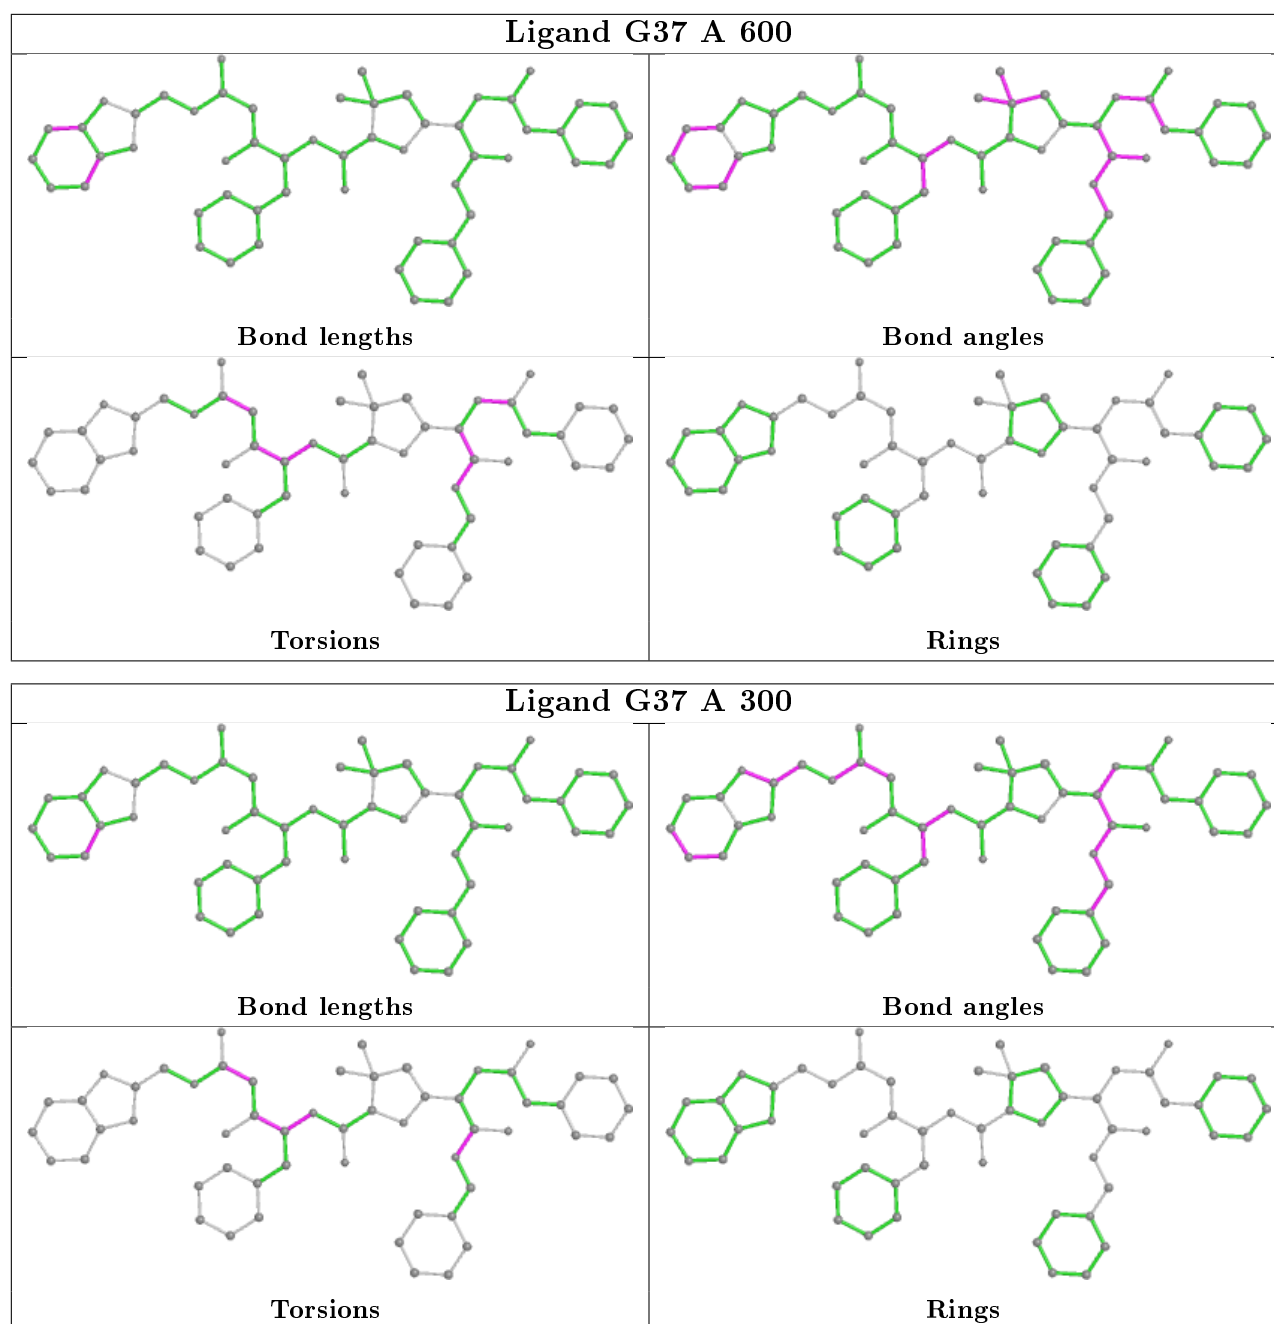 Ligand G37 A 600
Bond lengths
Bond angles
Torsions
Rings
Ligand G37 A 300
Bond lengths
Bond angles
Torsions
Rings